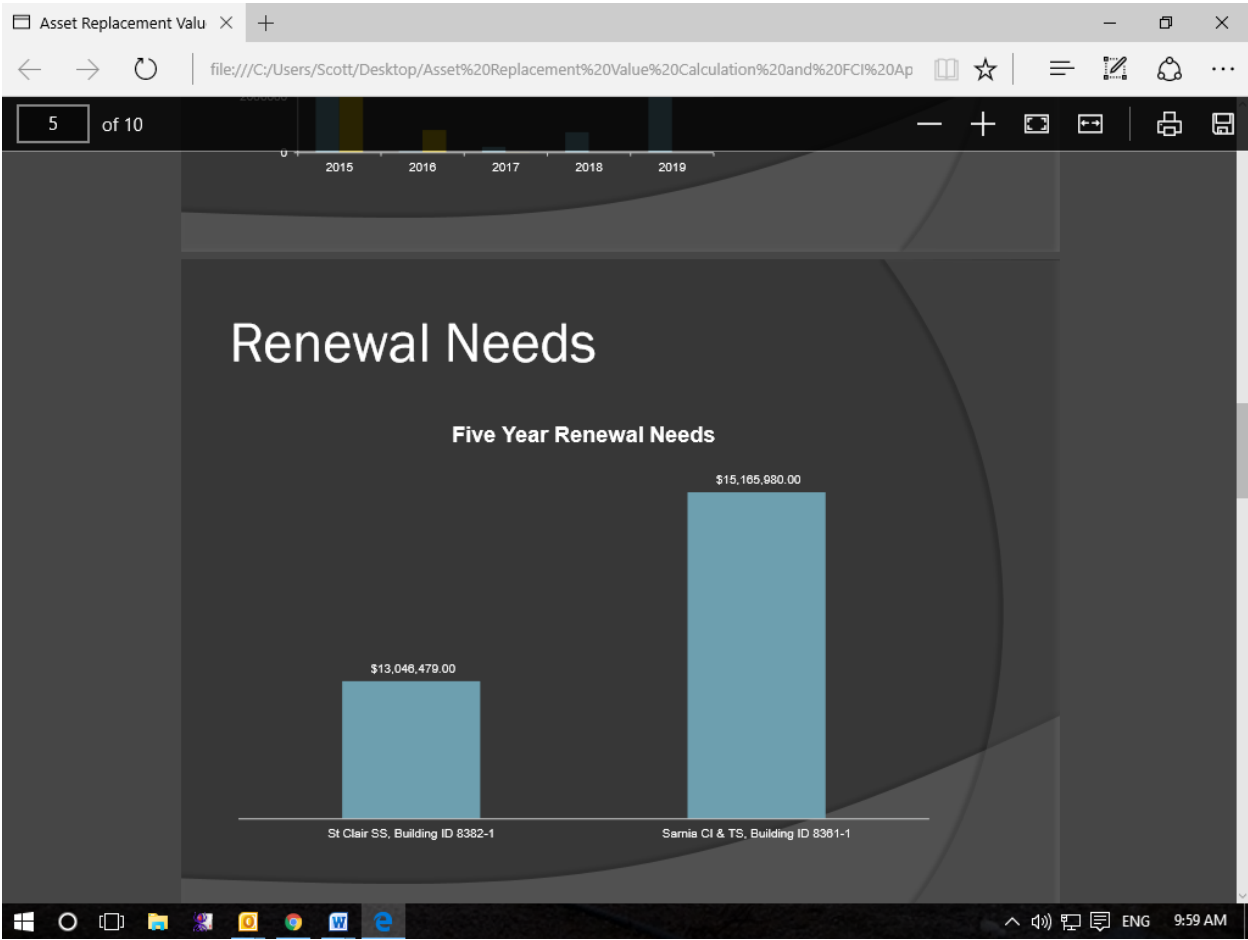 Asset Replacement Valu
file:///C:/Users/Scott/Desktop/Asset%20Replacement%20Value%20Calculation%20and%20FCI%20Ap
5 of 10
2000000
0
2015 2016 2017 2018 2019
Renewal Needs
Five Year Renewal Needs
$15,165,980.00
$13,046,479.00
St Clair SS, Building ID 8382-1 Sarnia CI & TS, Building ID 8361-1
ENG 9:59 AM